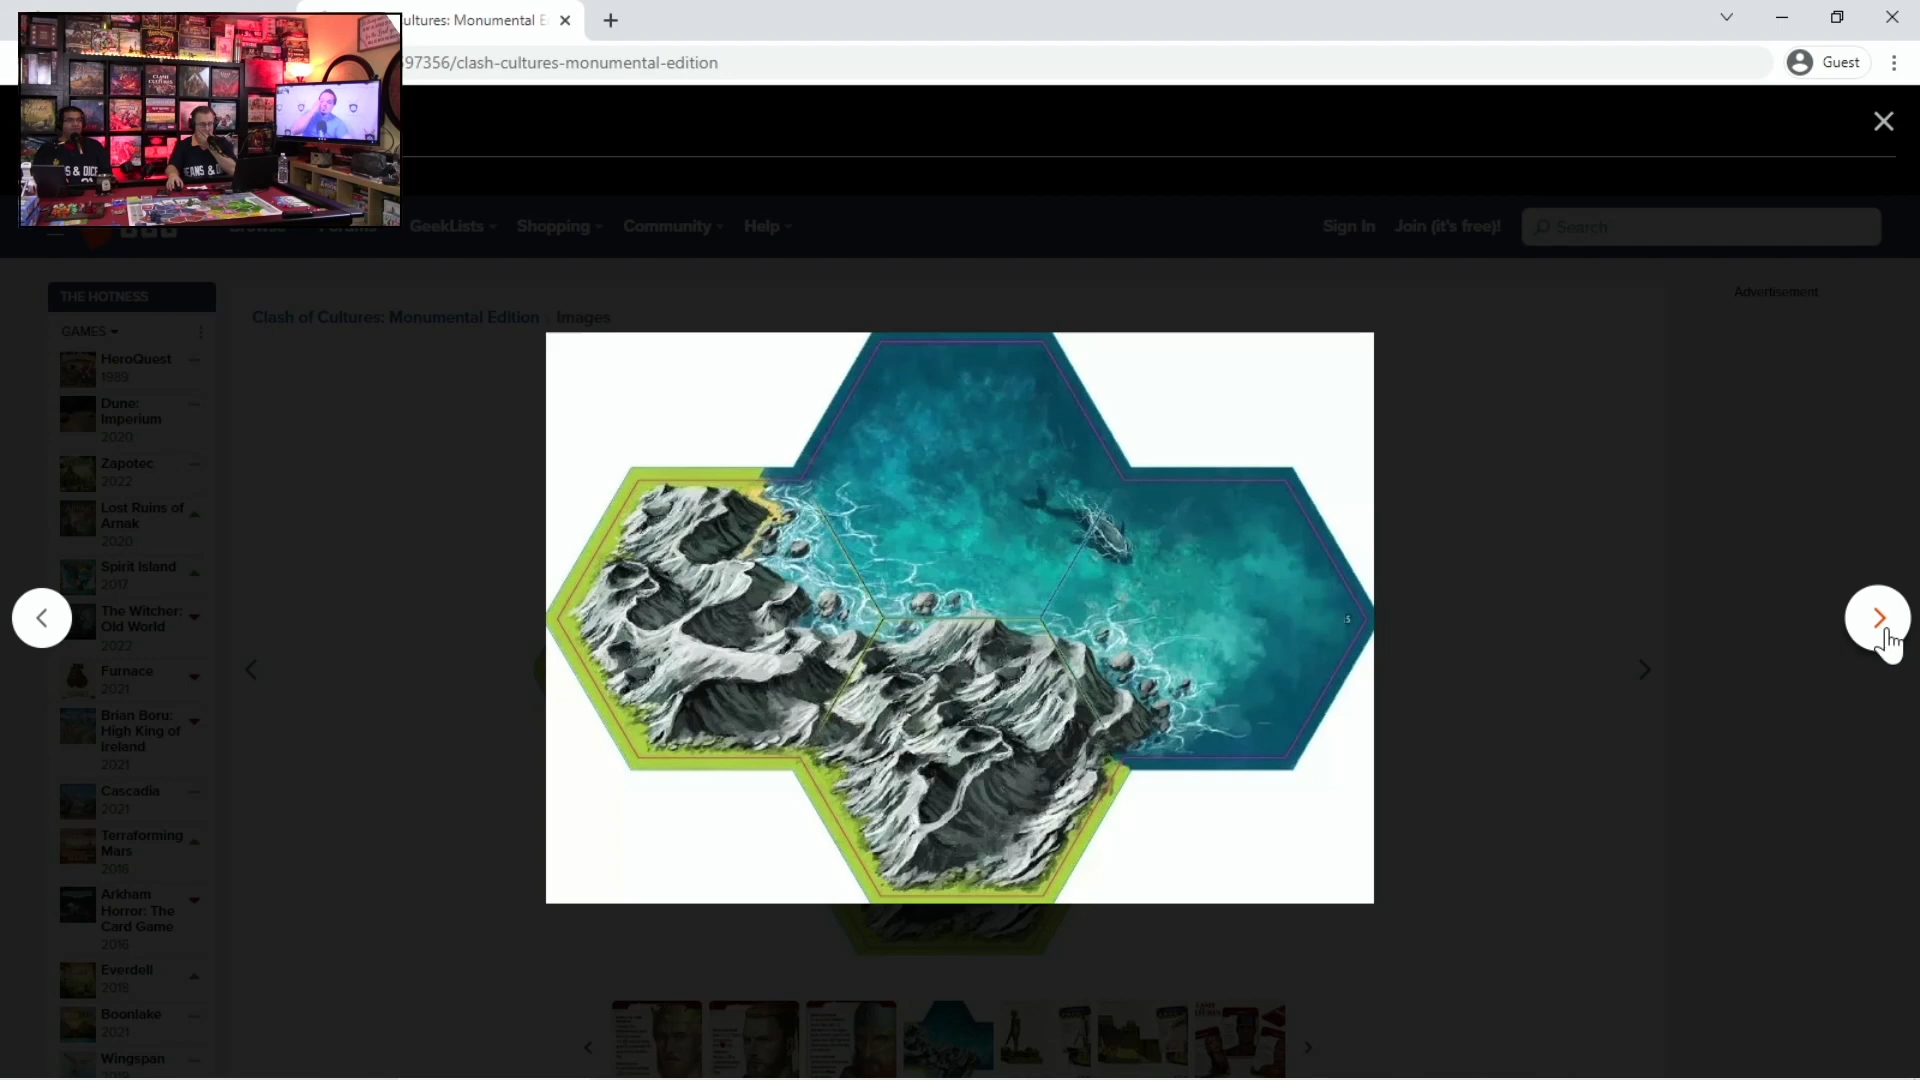 ultures: Monumental E
97356/clash-cultures-monumental-edition
Guest
GeekLists
Shopping
Community
Help
Sign In
Join (it's free)!
Search
THE HOTNESS
GAMES
HeroQuest
1989
Dune:
Imperium
2020
Zapotec
2022
Lost Ruins of
Arnak
2020
Spirit Island
2017
The Witcher:
Old World
2022
Furnace
2021
Brian Boru:
High King of
Ireland
2021
Cascadia
2021
Terraforming
Mars
2016
Arkham
Horror: The
Card Game
2016
Everdell
2018
Boonlake
2021
Wingspan
Clash of Cultures: Monumental Edition
Images
Advertisement